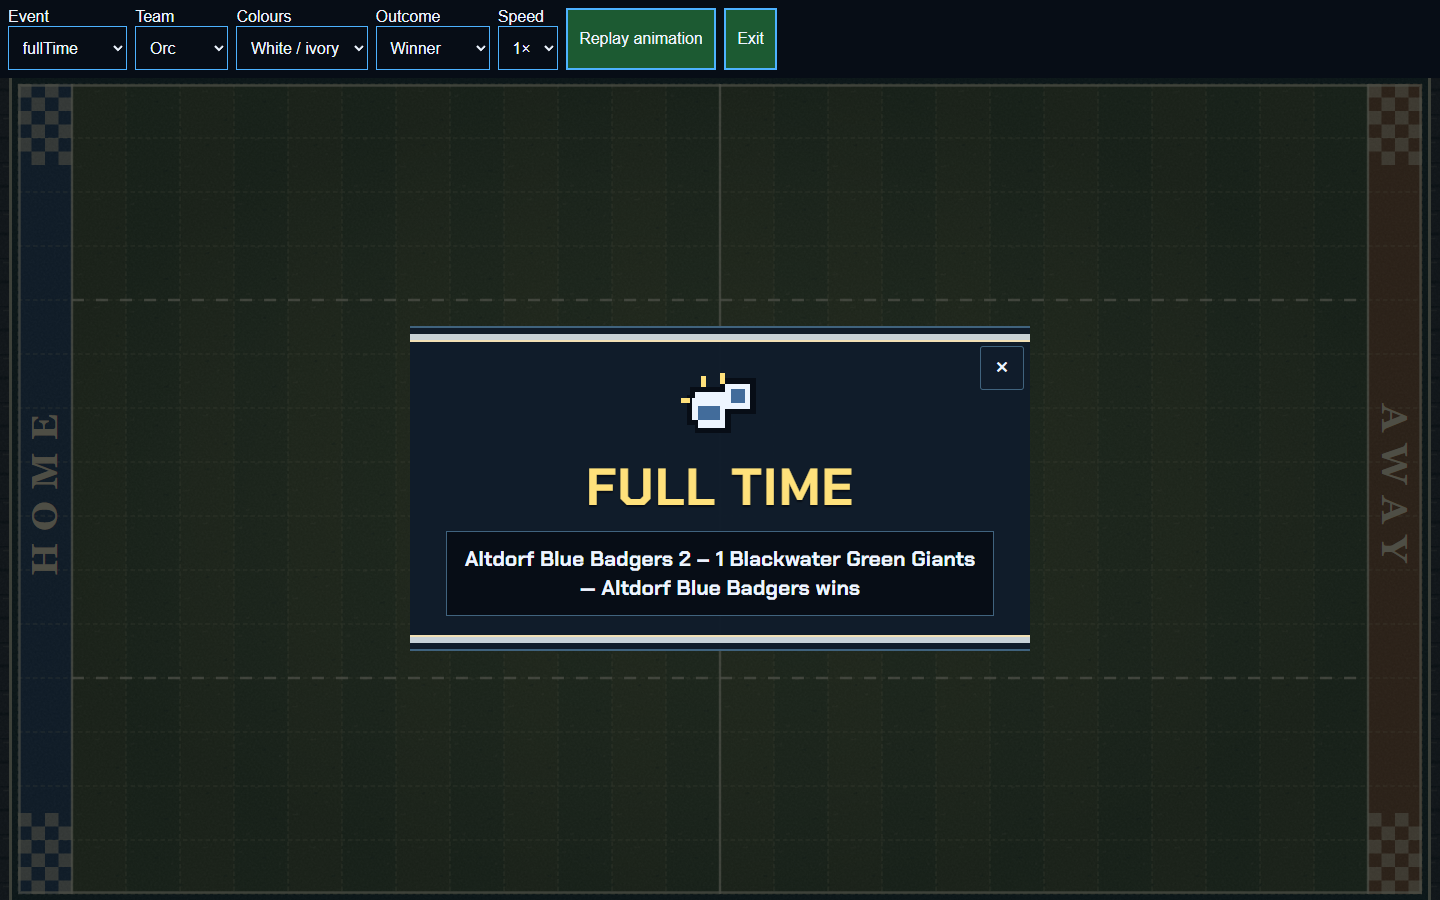 Event
Team
Colours
Outcome
Speed
fullTime
Orc
White / ivory
Winner
1×
Replay animation
Exit
HOME
AWAY
×
FULL TIME
Altdorf Blue Badgers 2 – 1 Blackwater Green Giants
– Altdorf Blue Badgers wins